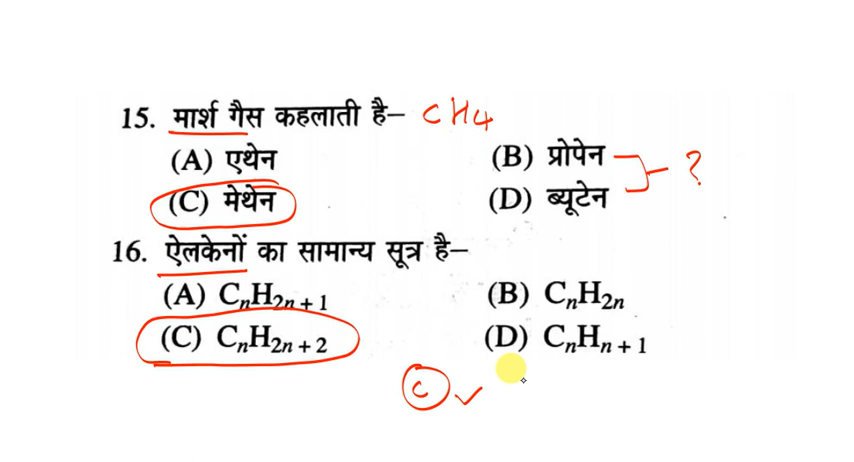 15. मार्श गैस कहलाती है– CH4
(A) एथेन (B) प्रोपेन
(C) मेथेन (D) ब्यूटेन ?
16. ऐलकेनों का सामान्य सूत्र है–
(A) CnH2n + 1 (B) CnH2n
(C) CnH2n + 2 (D) CnHn + 1
C